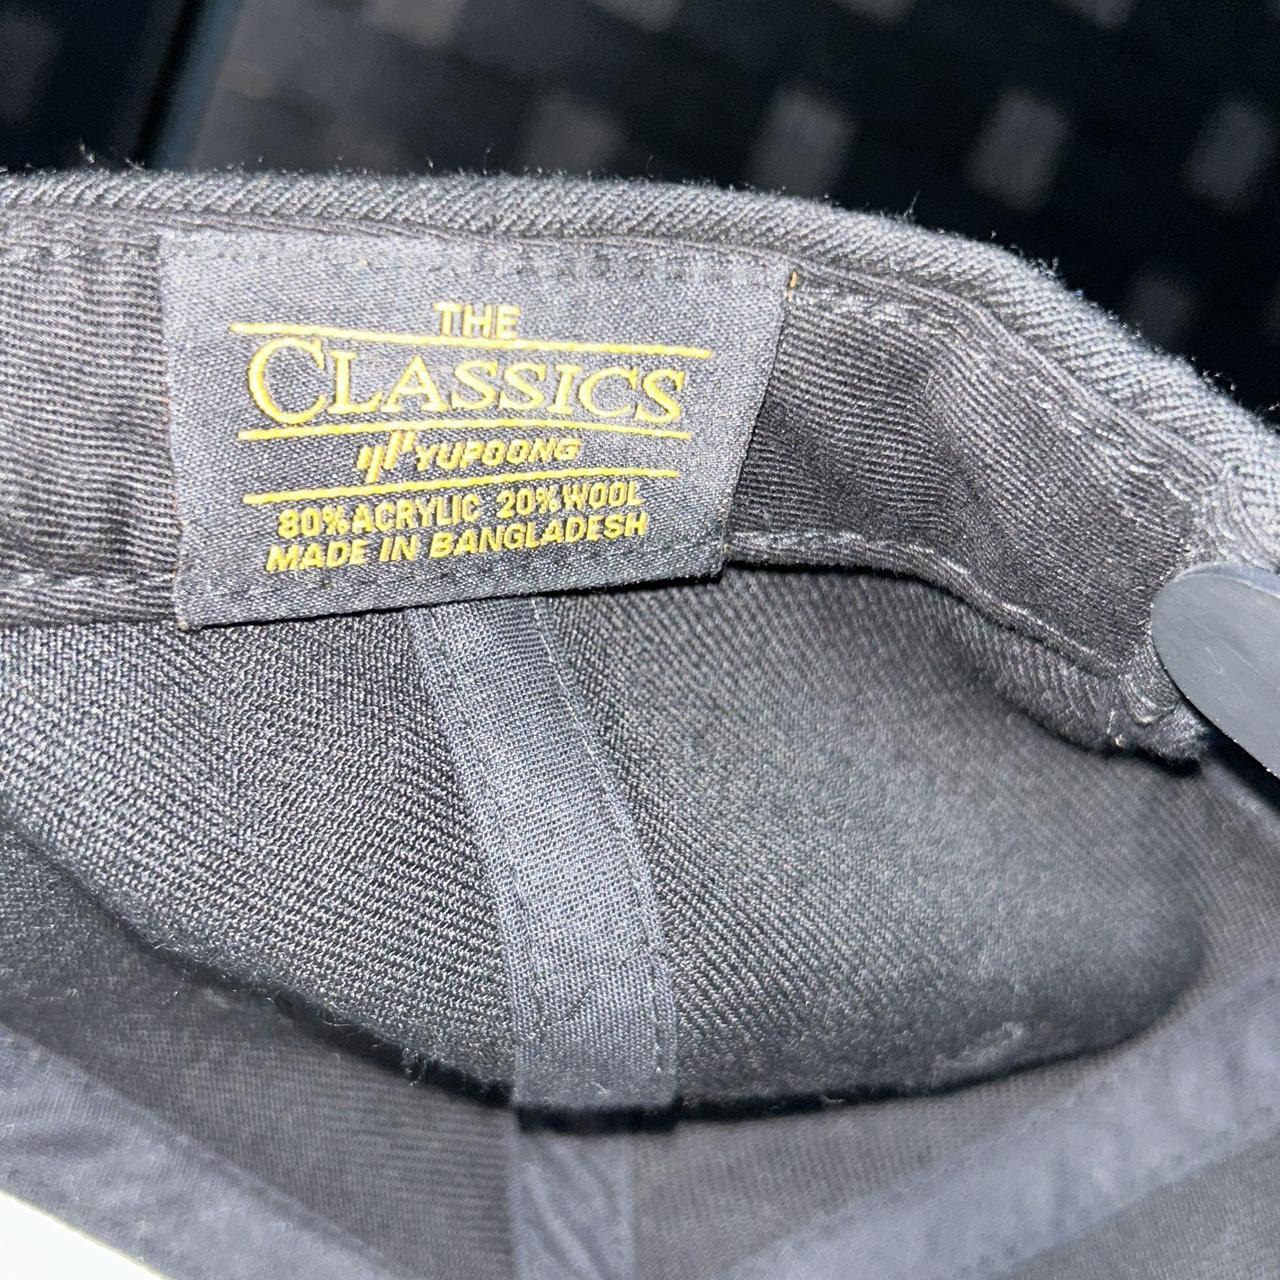 THE
CLASSICS
YUPOONG
80% ACRYLIC 20% WOOL
MADE IN BANGLADESH